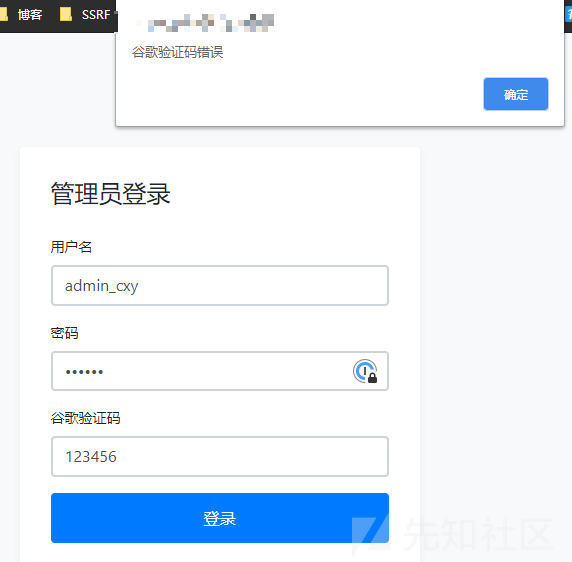 博客
SSRF
谷歌验证码错误
确定
管理员登录
用户名
admin_cxy
密码
••••••
谷歌验证码
123456
登录
先知社区